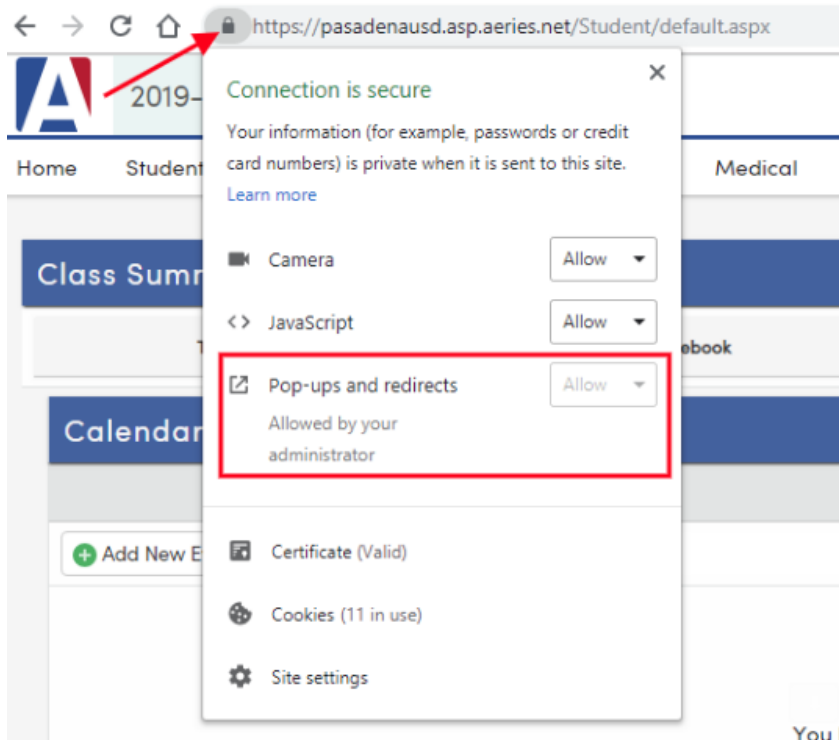 https://pasadenausd.asp.aeries.net/Student/default.aspx
2019-
Connection is secure
Your information (for example, passwords or credit
card numbers) is private when it is sent to this site.
Learn more
Home Student Medical
Camera Allow
Class Summ
JavaScript Allow
ebook
Pop-ups and redirects Allow
Allowed by your
administrator
Calendar
Add New E
Certificate (Valid)
Cookies (11 in use)
Site settings
You